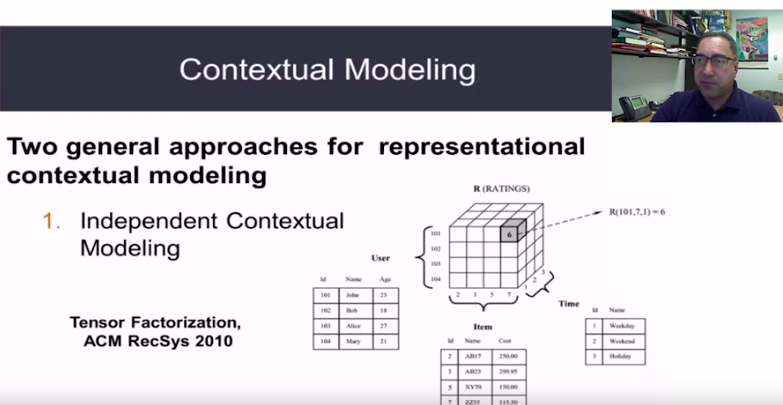 Contextual Modeling
Two general approaches for representational
contextual modeling
1. Independent Contextual
Modeling
Tensor Factorization,
ACM RecSys 2010
R (RATINGS)
R(101,7,1) = 6
6
101
102
103
104
2 3 5 7
1 2 3
User
Id Name Age
101 John 25
102 Bob 18
103 Alice 27
104 Mary 21
Item
Id Name Cost
2 AB17 250.00
3 AB23 299.95
5 XY70 150.00
7 ZZ55 115.50
Time
Id Name
1 Weekday
2 Weekend
3 Holiday